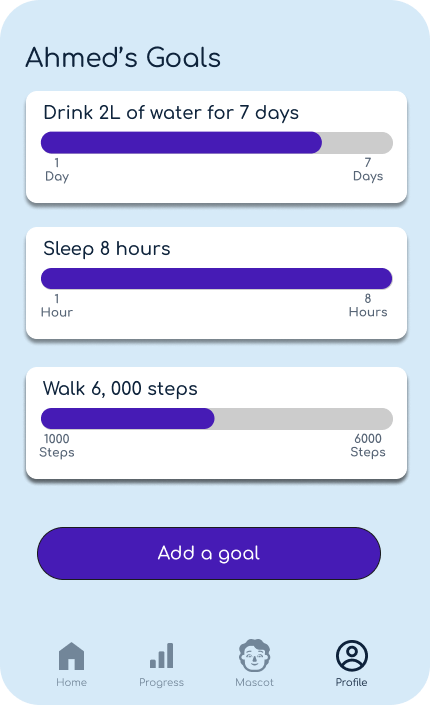 Ahmed's Goals
Drink 2L of water for 7 days
1 7
Day Days
Sleep 8 hours
1 8
Hour Hours
Walk 6, 000 steps
1000 6000
Steps Steps
Add a goal
Home Progress Mascot Profile